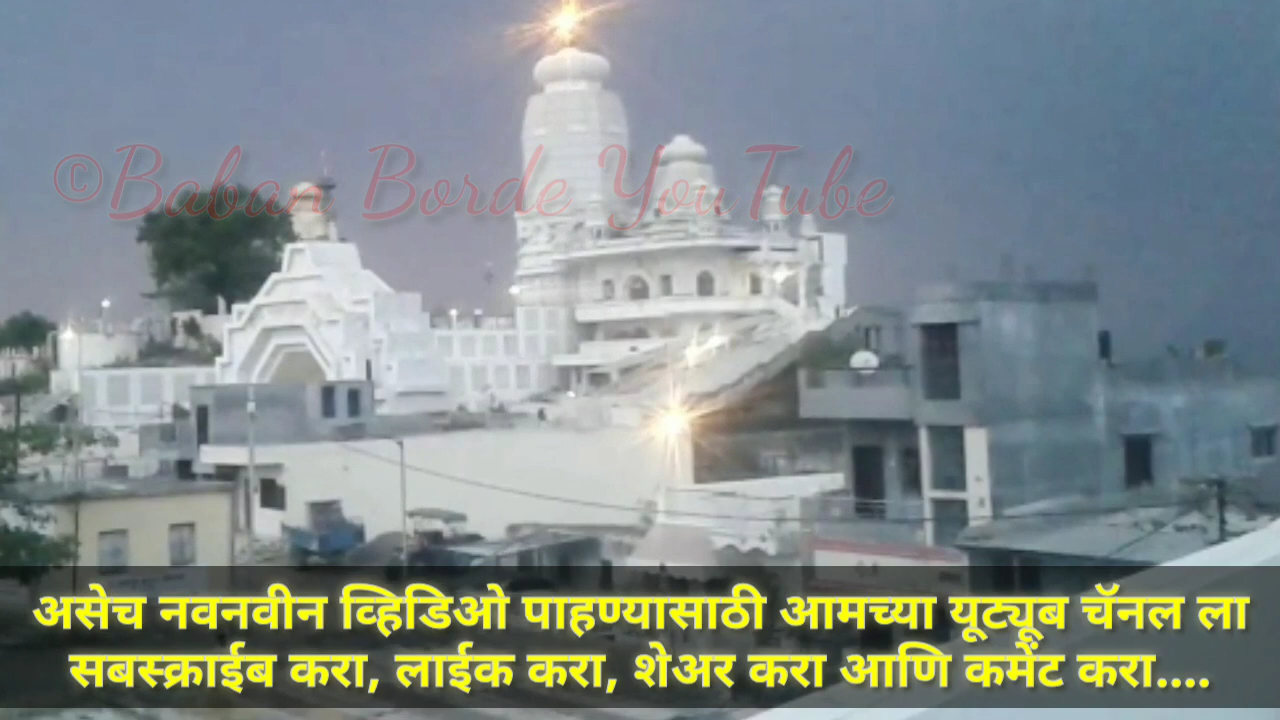 ©Baban Borde YouTube
असेच नवनवीन व्हिडिओ पाहण्यासाठी आमच्या यूट्यूब चॅनल ला
सबस्क्राईब करा, लाईक करा, शेअर करा आणि कमेंट करा....